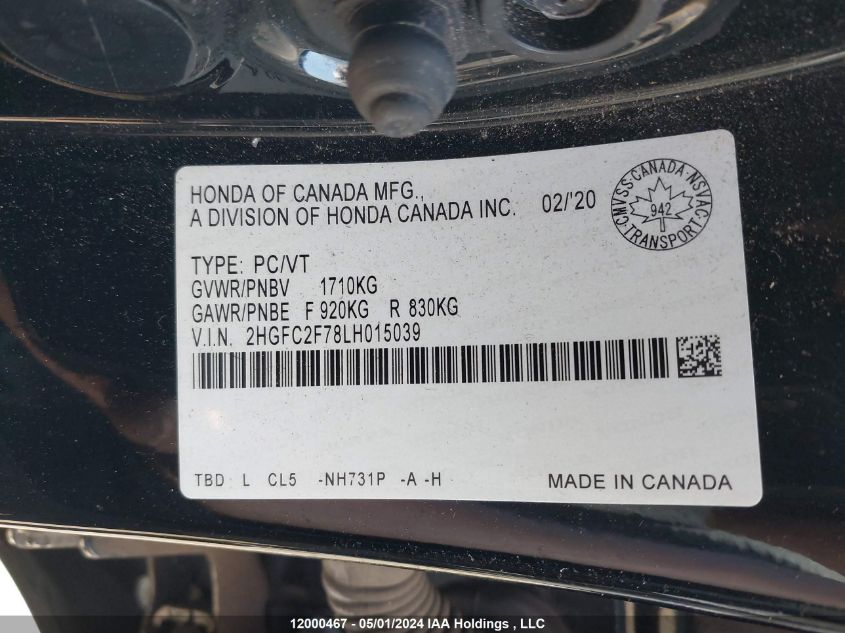 HONDA OF CANADA MFG.,
A DIVISION OF HONDA CANADA INC. 02/'20
CMVSS·CANADA·NSVAC·TRANSPORT
942
TYPE: PC/VT
GVWR/PNBV 1710KG
GAWR/PNBE F 920KG R 830KG
V.I.N. 2HGFC2F78LH015039
TBD L CL5 -NH731P -A -H
MADE IN CANADA
12000467 - 05/01/2024 IAA Holdings , LLC